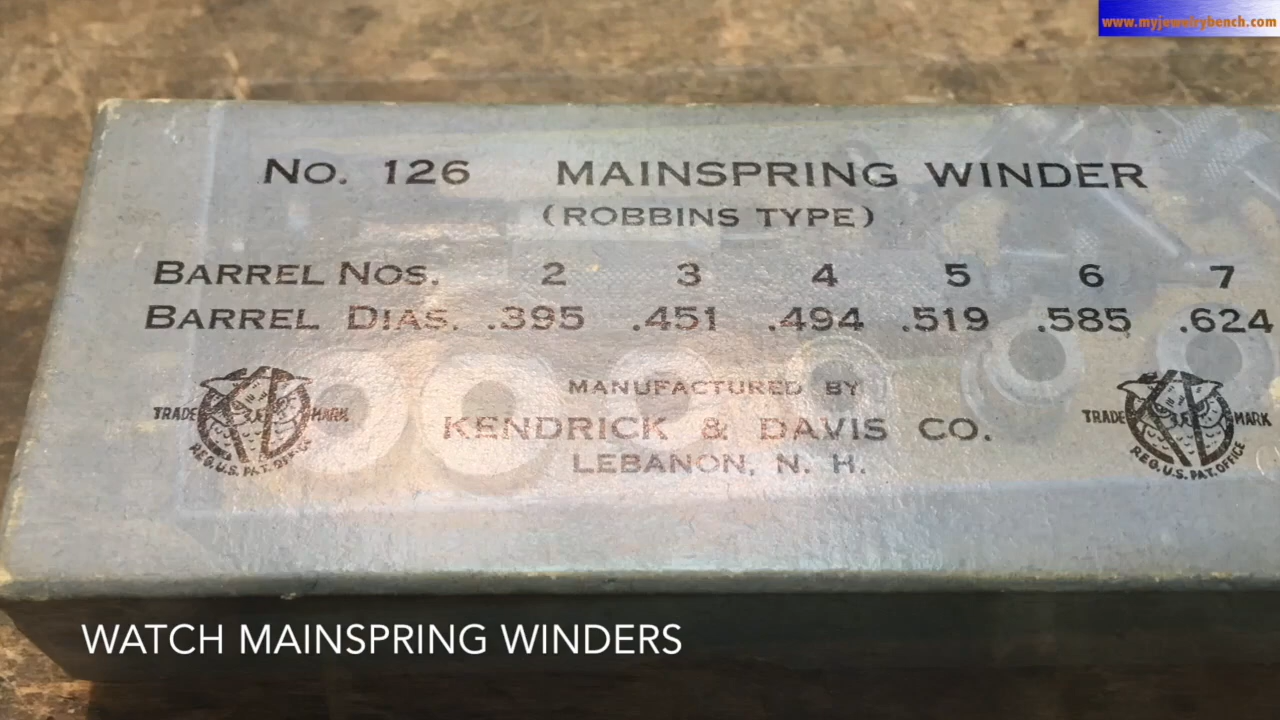 www.myjewelrybench.com
No. 126 MAINSPRING WINDER
(ROBBINS TYPE)
BARREL NOS. 2 3 4 5 6 7
BARREL DIAS. .395 .451 .494 .519 .585 .624
MANUFACTURED BY
KENDRICK & DAVIS CO.
LEBANON, N. H.
TRADE MARK
REG. U.S. PAT. OFFICE
TRADE MARK
REG. U.S. PAT. OFFICE
WATCH MAINSPRING WINDERS